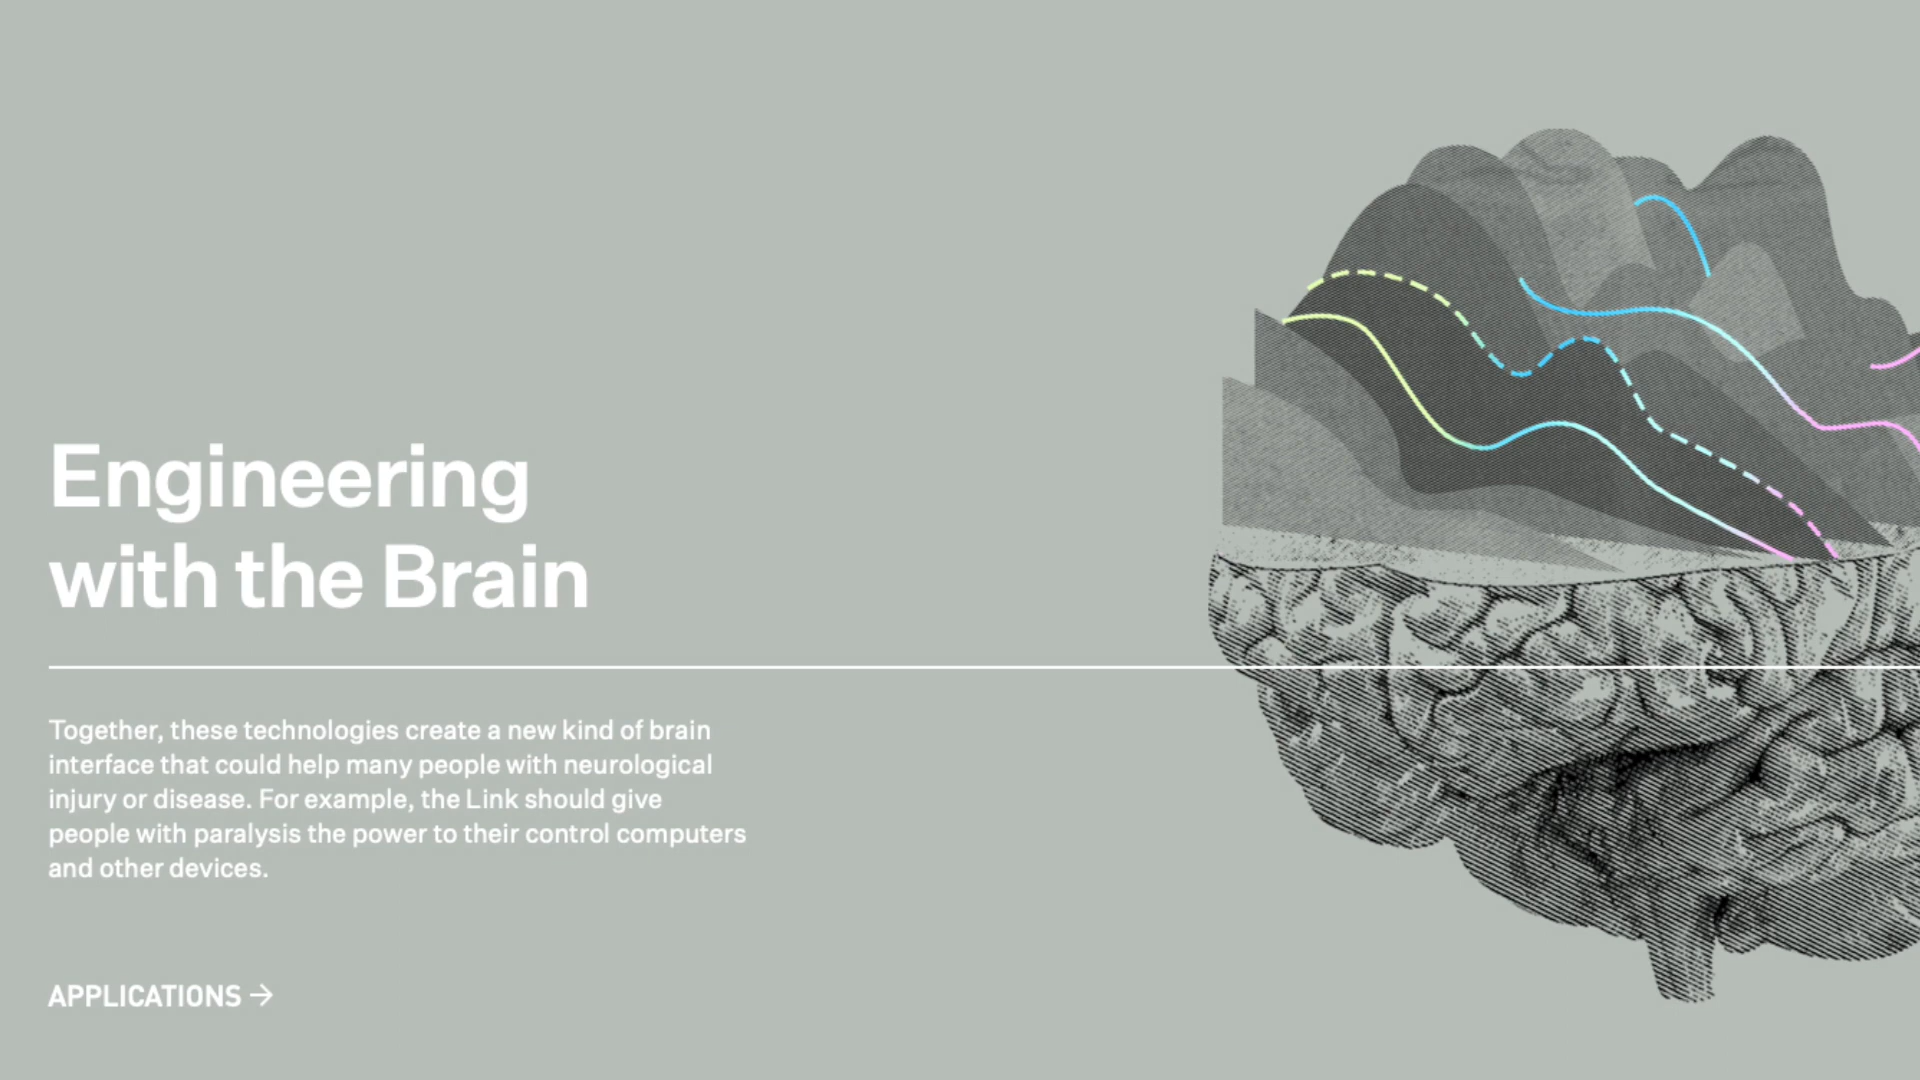 Engineering
with the Brain
Together, these technologies create a new kind of brain
interface that could help many people with neurological
injury or disease. For example, the Link should give
people with paralysis the power to their control computers
and other devices.
APPLICATIONS →